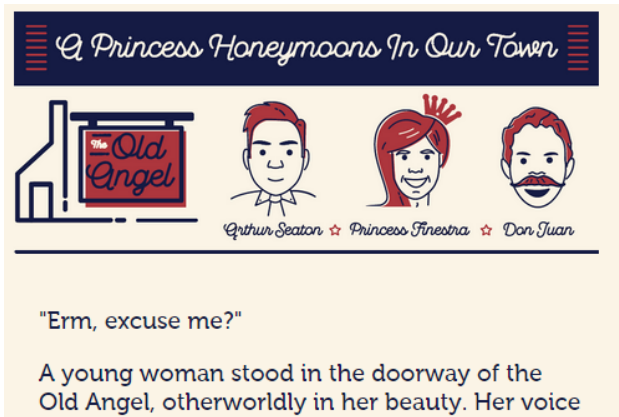 A Princess Honeymoons In Our Town
The Old
Angel
Arthur Seaton ☆ Princess Finestra ☆ Don Juan
"Erm, excuse me?"
A young woman stood in the doorway of the
Old Angel, otherworldly in her beauty. Her voice